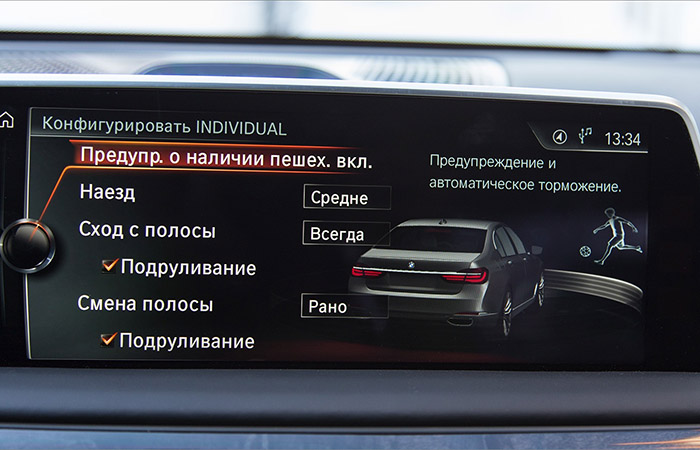 Конфигурировать INDIVIDUAL
13:34
Предупр. о наличии пешех. вкл.
Предупреждение и
автоматическое торможение.
Наезд Средне
Сход с полосы Всегда
Подруливание
Смена полосы Рано
Подруливание